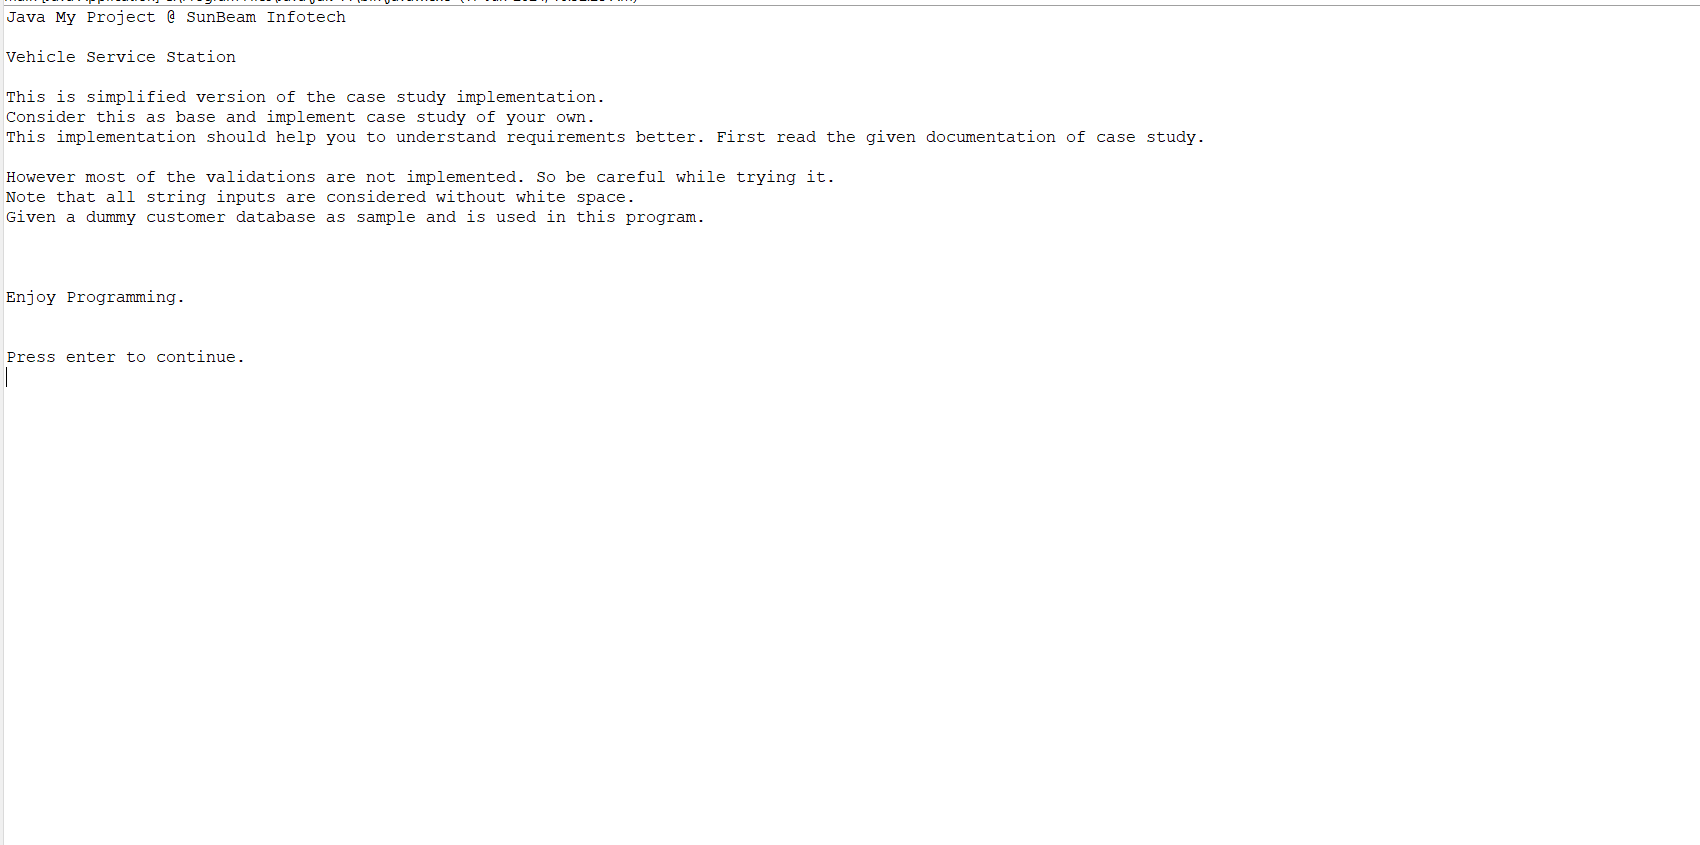 Java My Project @ SunBeam Infotech
Vehicle Service Station
This is simplified version of the case study implementation.
Consider this as base and implement case study of your own.
This implementation should help you to understand requirements better. First read the given documentation of case study.
However most of the validations are not implemented. So be careful while trying it.
Note that all string inputs are considered without white space.
Given a dummy customer database as sample and is used in this program.
Enjoy Programming.
Press enter to continue.